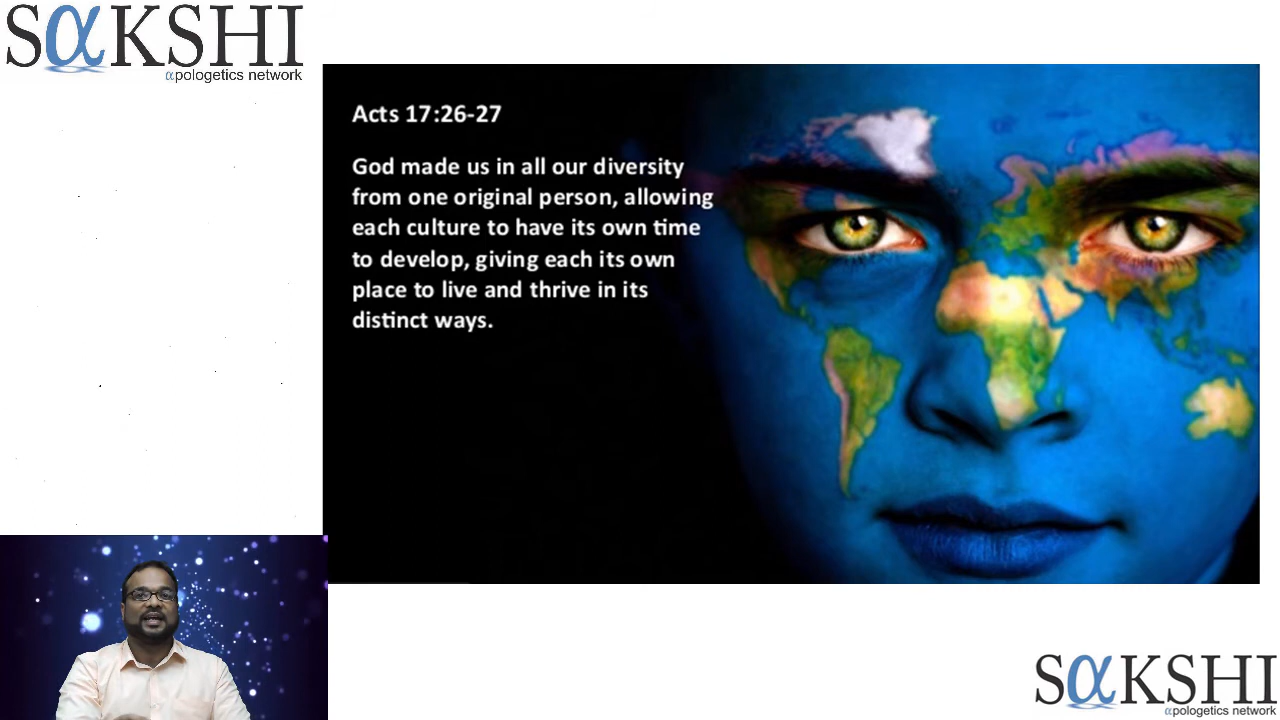 SαKSHI
αpologetics network
Acts 17:26-27
God made us in all our diversity
from one original person, allowing
each culture to have its own time
to develop, giving each its own
place to live and thrive in its
distinct ways.
SαKSHI
αpologetics network